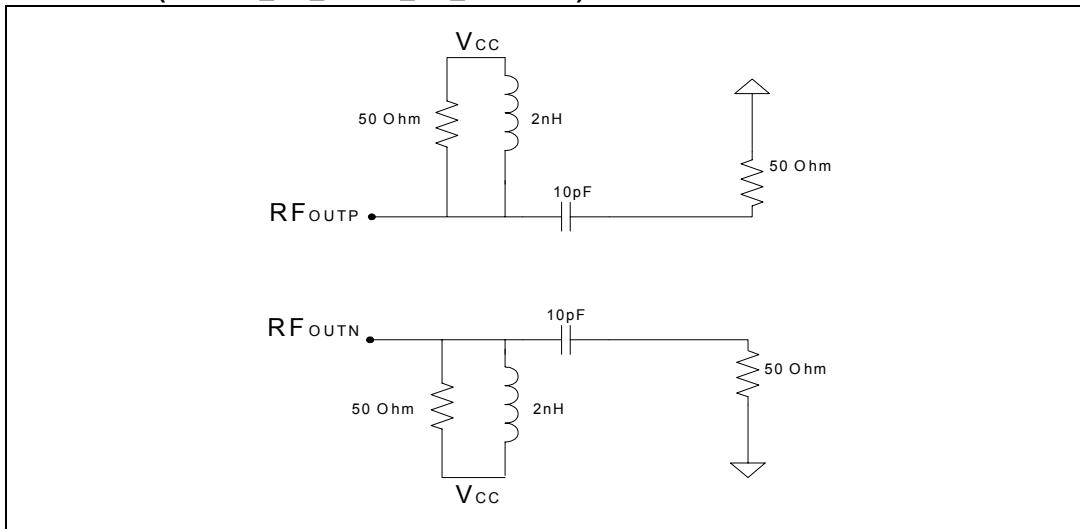 VCC
50 Ohm
2nH
50 Ohm
10pF
RFOUTP
10pF
RFOUTN
50 Ohm
50 Ohm
2nH
VCC